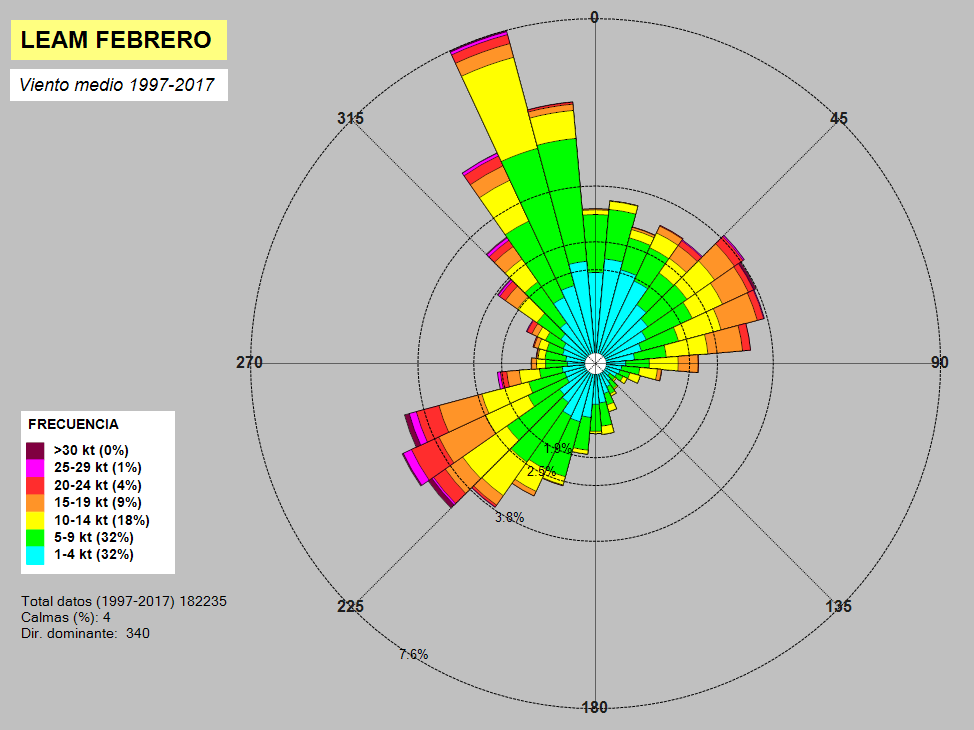 LEAM FEBRERO
Viento medio 1997-2017
0
45
90
135
180
225
270
315
1.9%
2.5%
3.8%
7.6%
FRECUENCIA
>30 kt (0%)
25-29 kt (1%)
20-24 kt (4%)
15-19 kt (9%)
10-14 kt (18%)
5-9 kt (32%)
1-4 kt (32%)
Total datos (1997-2017) 182235
Calmas (%): 4
Dir. dominante: 340